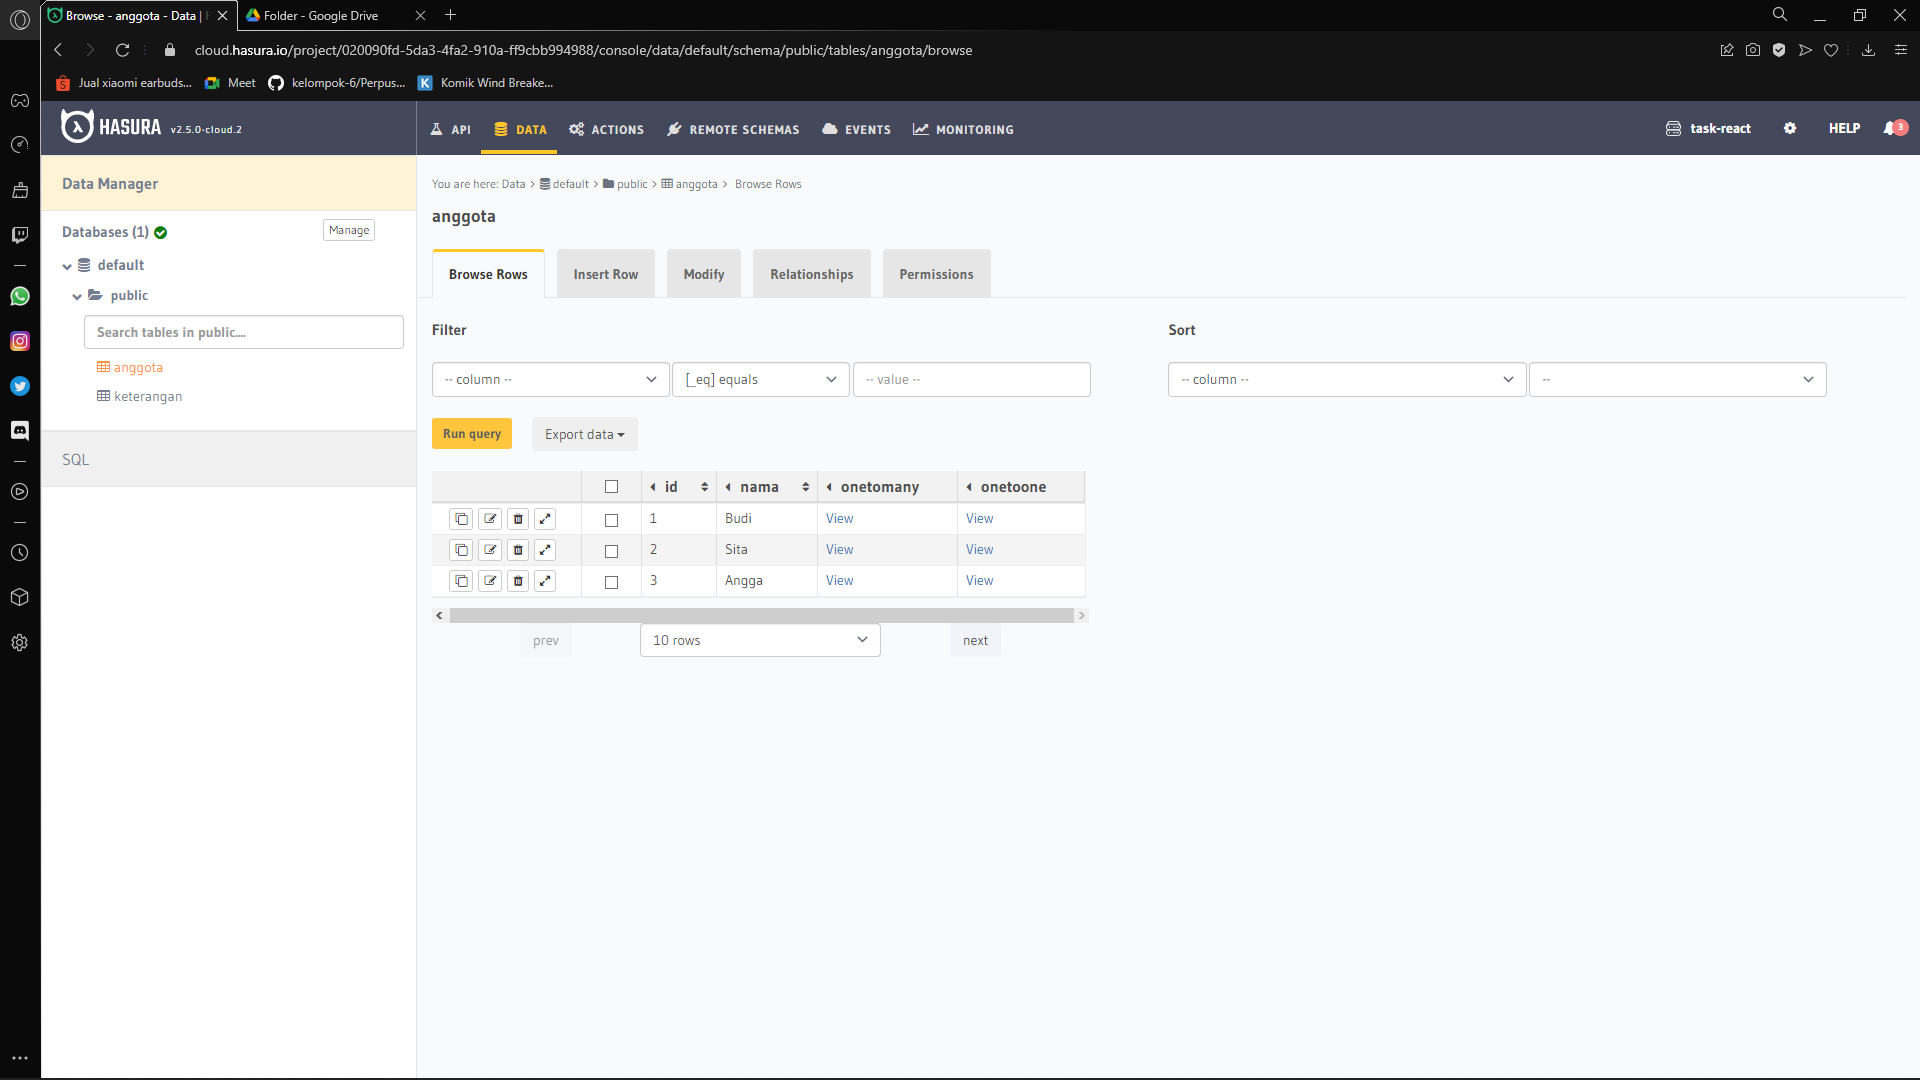 Browse - anggota - Data |
Folder - Google Drive
cloud.hasura.io/project/020090fd-5da3-4fa2-910a-ff9cbb994988/console/data/default/schema/public/tables/anggota/browse
Jual xiaomi earbuds...
Meet
kelompok-6/Perpus...
K
Komik Wind Breake...
HASURA v2.5.0-cloud.2
API
DATA
ACTIONS
REMOTE SCHEMAS
EVENTS
MONITORING
task-react
HELP
3
Data Manager
Databases (1)
Manage
default
public
Search tables in public....
anggota
keterangan
SQL
You are here: Data > default > public > anggota > Browse Rows
anggota
Browse Rows
Insert Row
Modify
Relationships
Permissions
Filter
Sort
-- column --
[_eq] equals
-- value --
-- column --
--
Run query
Export data
id nama onetomany onetoone
1 Budi View View
2 Sita View View
3 Angga View View
prev
10 rows
next